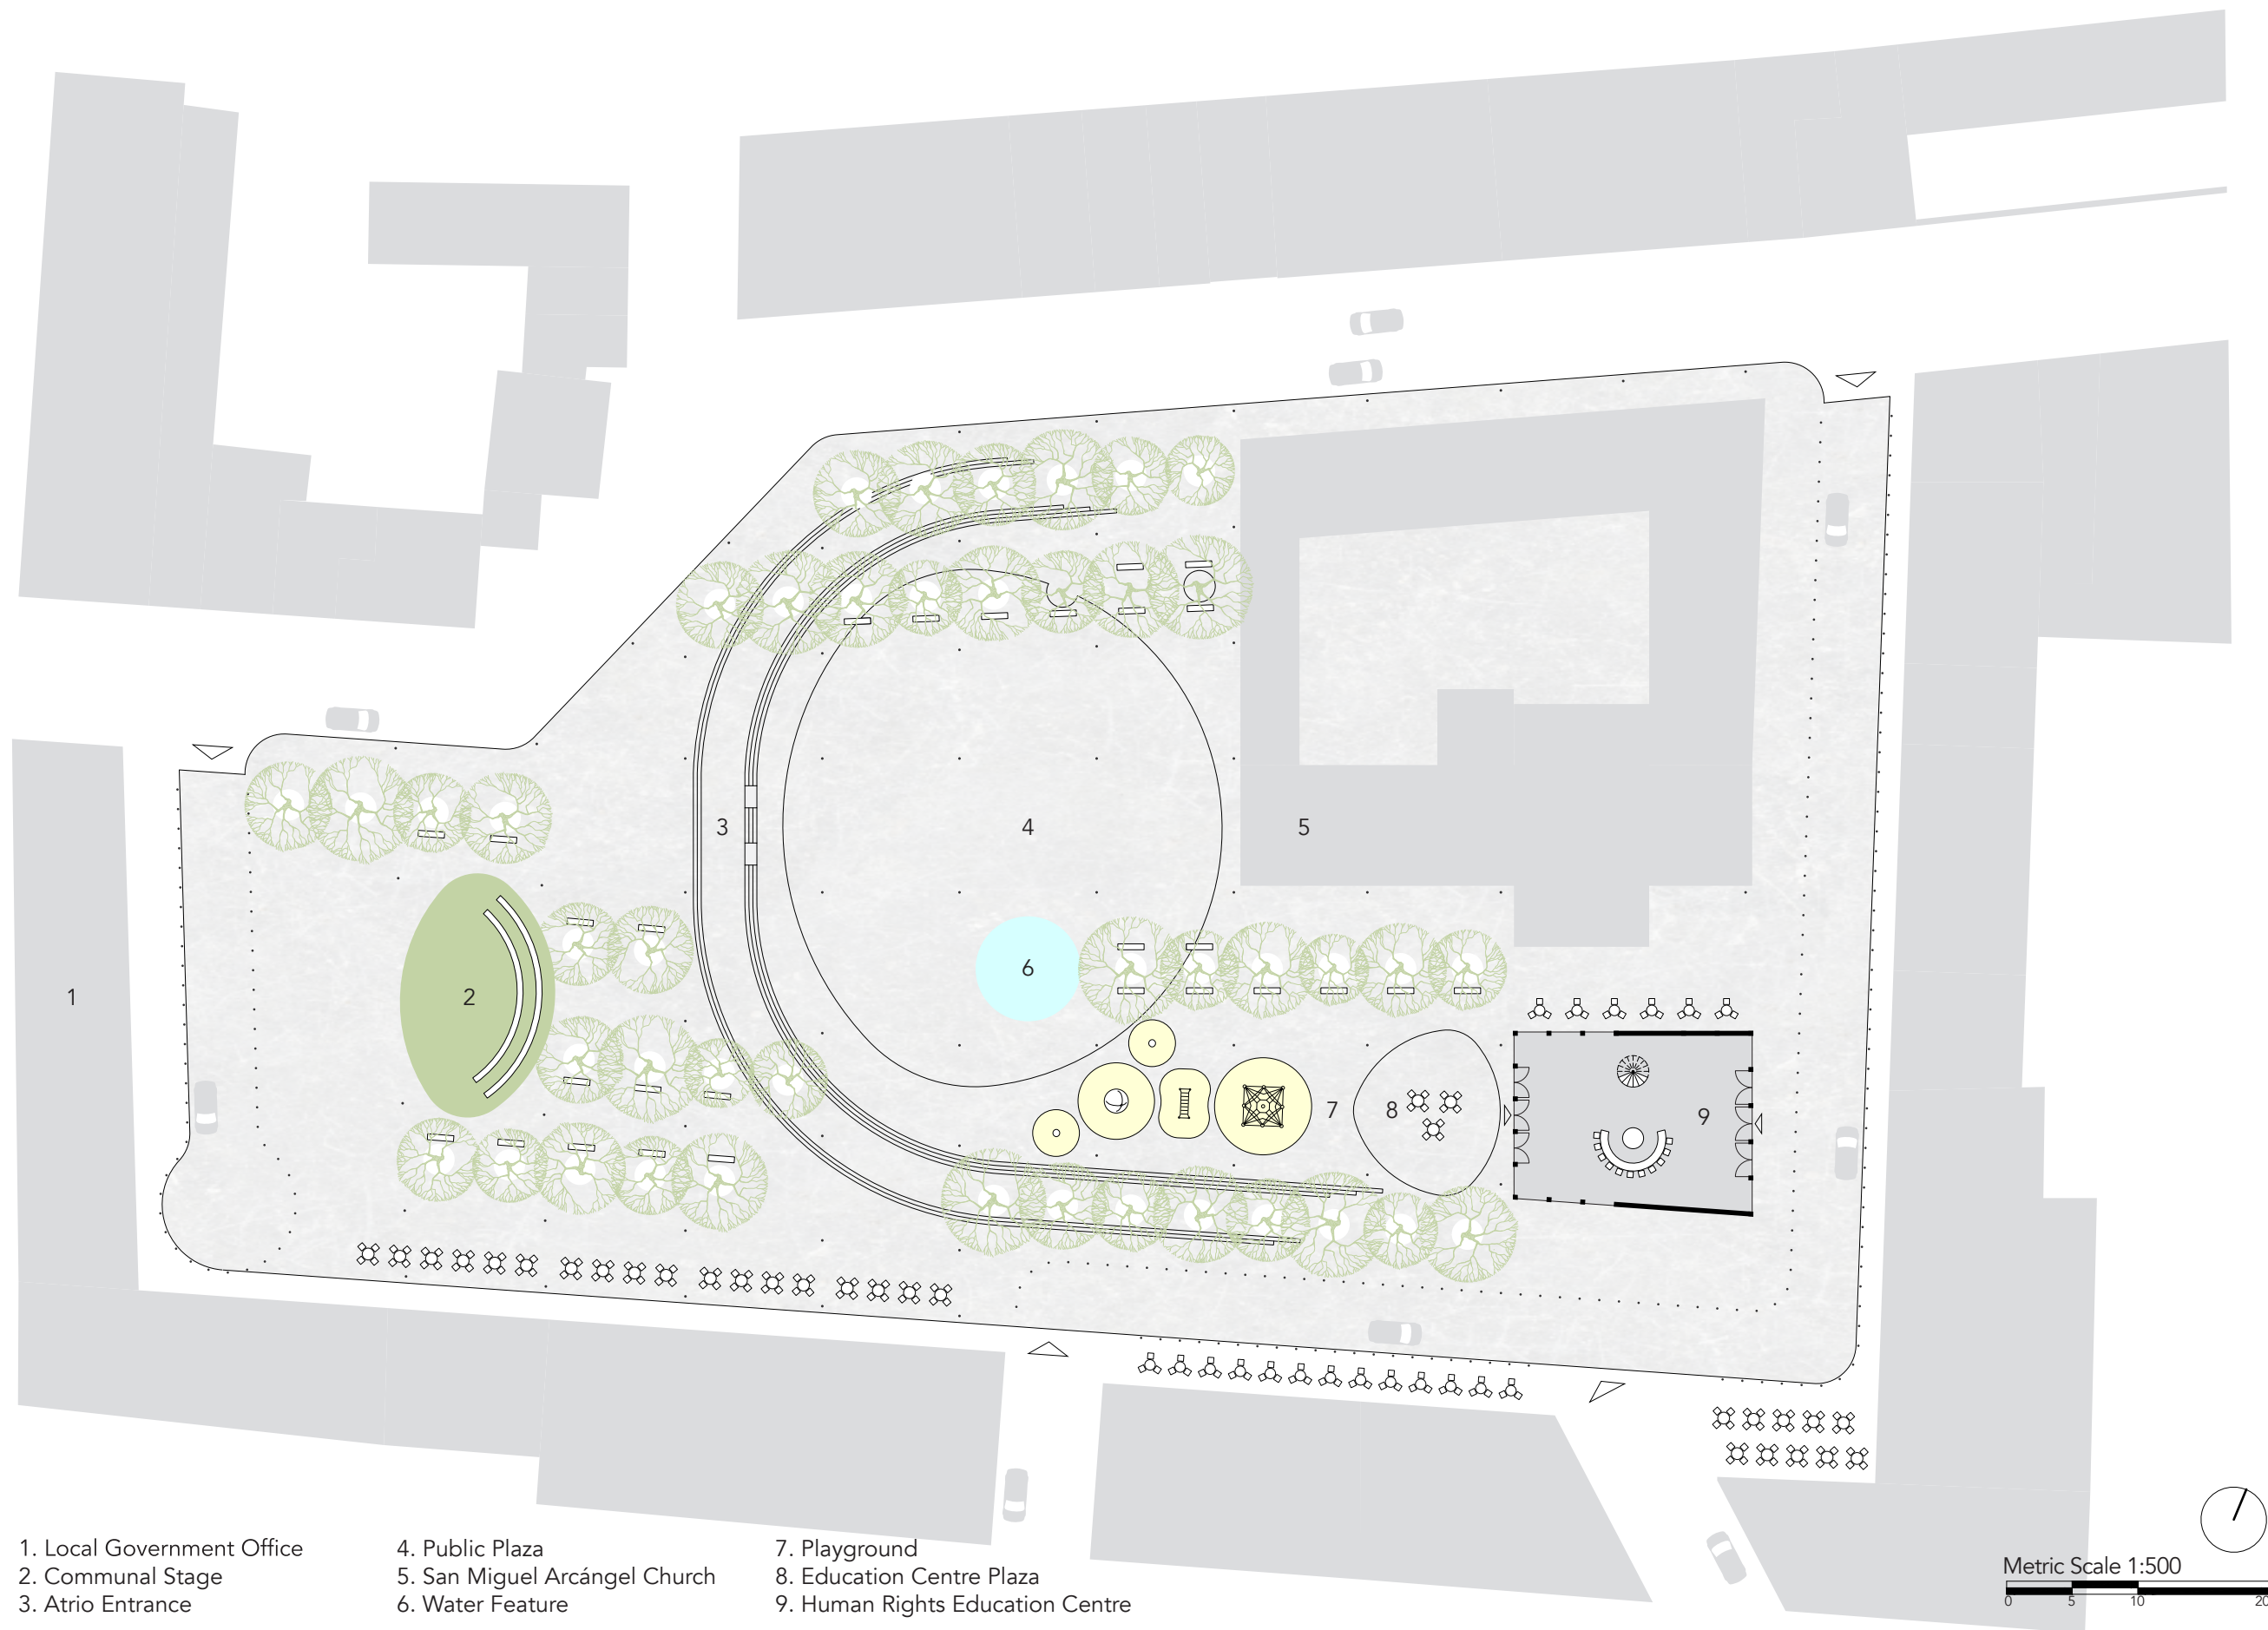 3
4
5
1
2
6
7
8
9
1. Local Government Office
2. Communal Stage
3. Atrio Entrance
4. Public Plaza
5. San Miguel Arcángel Church
6. Water Feature
7. Playground
8. Education Centre Plaza
9. Human Rights Education Centre
Metric Scale 1:500
0 5 10 20